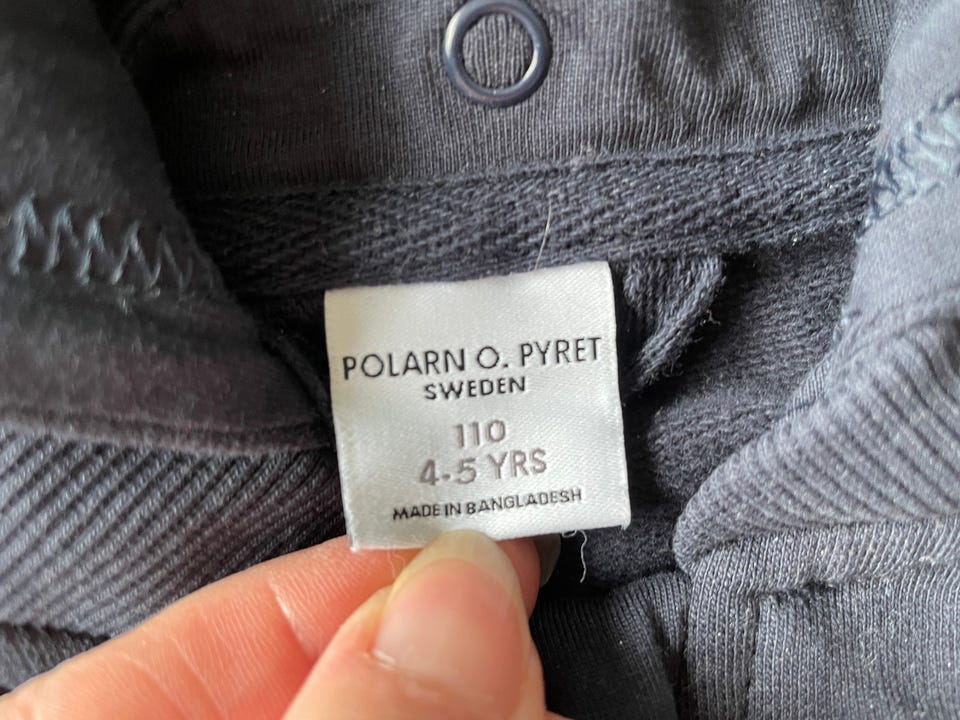 POLARN O. PYRET
SWEDEN
110
4-5 YRS
MADE IN BANGLADESH